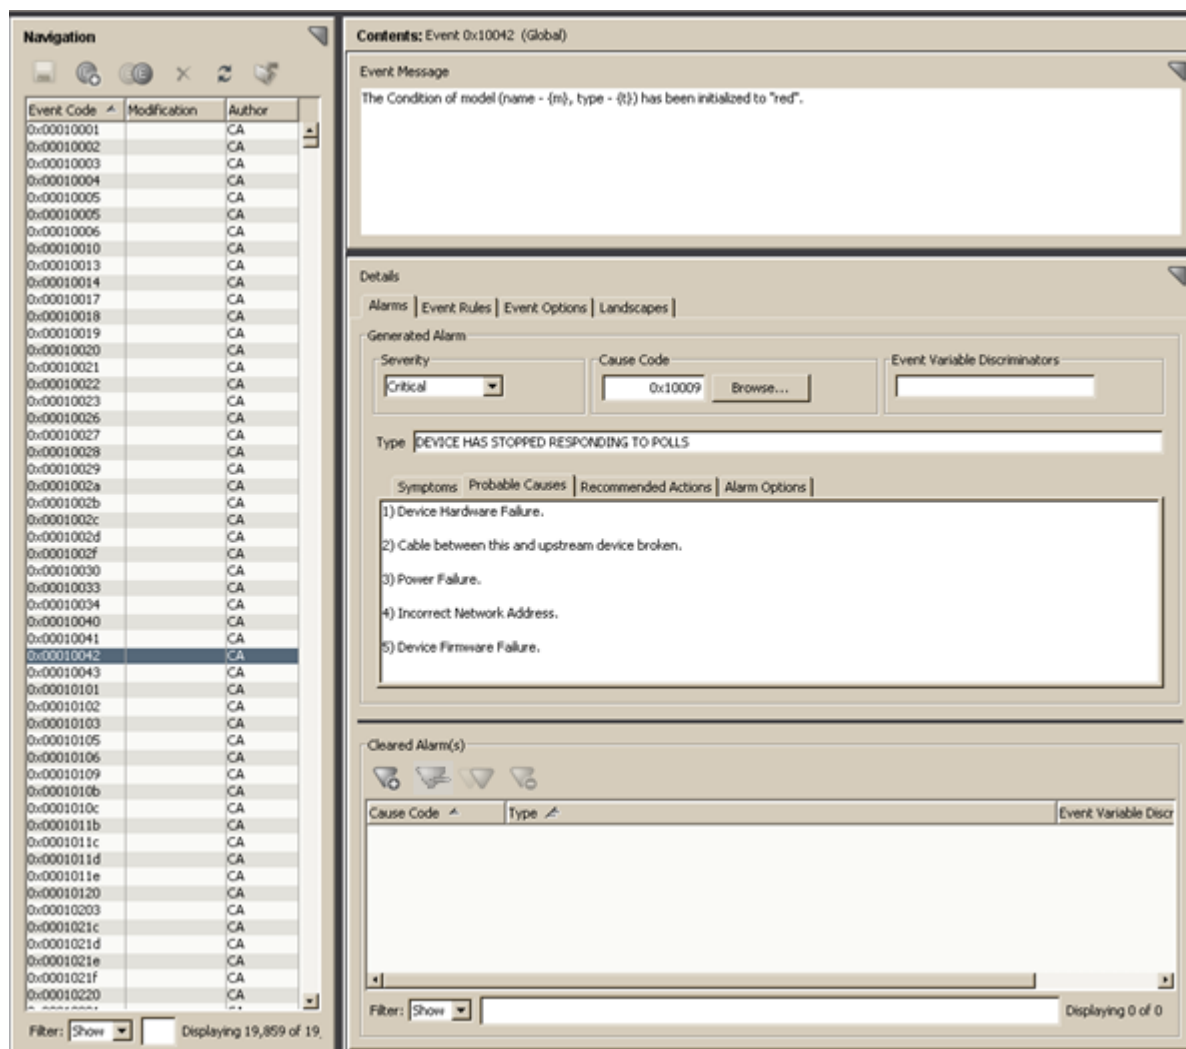 Navigation
Event Code Modification Author
0x00010001 CA
0x00010002 CA
0x00010003 CA
0x00010004 CA
0x00010005 CA
0x00010005 CA
0x00010006 CA
0x00010010 CA
0x00010013 CA
0x00010014 CA
0x00010017 CA
0x00010018 CA
0x00010019 CA
0x00010020 CA
0x00010021 CA
0x00010022 CA
0x00010023 CA
0x00010026 CA
0x00010027 CA
0x00010028 CA
0x00010029 CA
0x0001002a CA
0x0001002b CA
0x0001002c CA
0x0001002d CA
0x0001002f CA
0x00010030 CA
0x00010033 CA
0x00010034 CA
0x00010040 CA
0x00010041 CA
0x00010042 CA
0x00010043 CA
0x00010101 CA
0x00010102 CA
0x00010103 CA
0x00010105 CA
0x00010106 CA
0x00010109 CA
0x0001010b CA
0x0001010c CA
0x0001011b CA
0x0001011c CA
0x0001011d CA
0x0001011e CA
0x00010120 CA
0x00010203 CA
0x0001021c CA
0x0001021d CA
0x0001021e CA
0x0001021f CA
0x00010220 CA
Filter: Show Displaying 19,859 of 19,
Contents: Event 0x10042 (Global)
Event Message
The Condition of model (name - {m}, type - {t}) has been initialized to "red".
Details
Alarms Event Rules Event Options Landscapes
Generated Alarm
Severity Cause Code Event Variable Discriminators
Critical 0x10009 Browse...
Type DEVICE HAS STOPPED RESPONDING TO POLLS
Symptoms Probable Causes Recommended Actions Alarm Options
1) Device Hardware Failure.
2) Cable between this and upstream device broken.
3) Power Failure.
4) Incorrect Network Address.
5) Device Firmware Failure.
Cleared Alarm(s)
Cause Code Type Event Variable Discr
Filter: Show Displaying 0 of 0